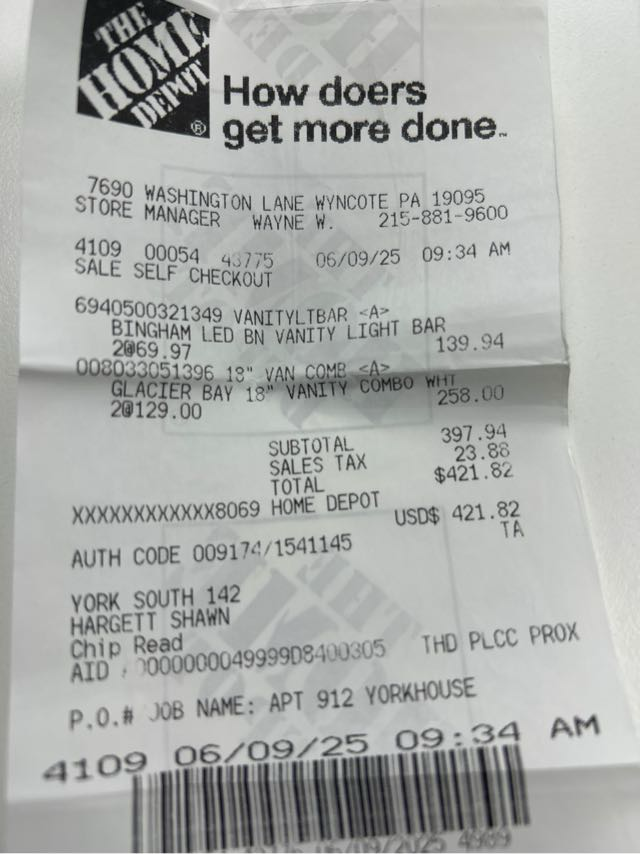 THE
HOME
DEPOT
®
How doers
get more done™
7690 WASHINGTON LANE WYNCOTE PA 19095
STORE MANAGER WAYNE W. 215-881-9600
4109 00054 43775 06/09/25 09:34 AM
SALE SELF CHECKOUT
6940500321349 VANITYLTBAR <A>
BINGHAM LED BN VANITY LIGHT BAR
2@69.97 139.94
008033051396 18" VAN COMB <A>
GLACIER BAY 18" VANITY COMBO WHT
2@129.00 258.00
SUBTOTAL 397.94
SALES TAX 23.88
TOTAL $421.82
XXXXXXXXXXXX8069 HOME DEPOT
USD$ 421.82
TA
AUTH CODE 009174/1541145
YORK SOUTH 142
HARGETT SHAWN
Chip Read
AID 0000000049999D8400305 THD PLCC PROX
P.O.# JOB NAME: APT 912 YORKHOUSE
4109 06/09/25 09:34 AM